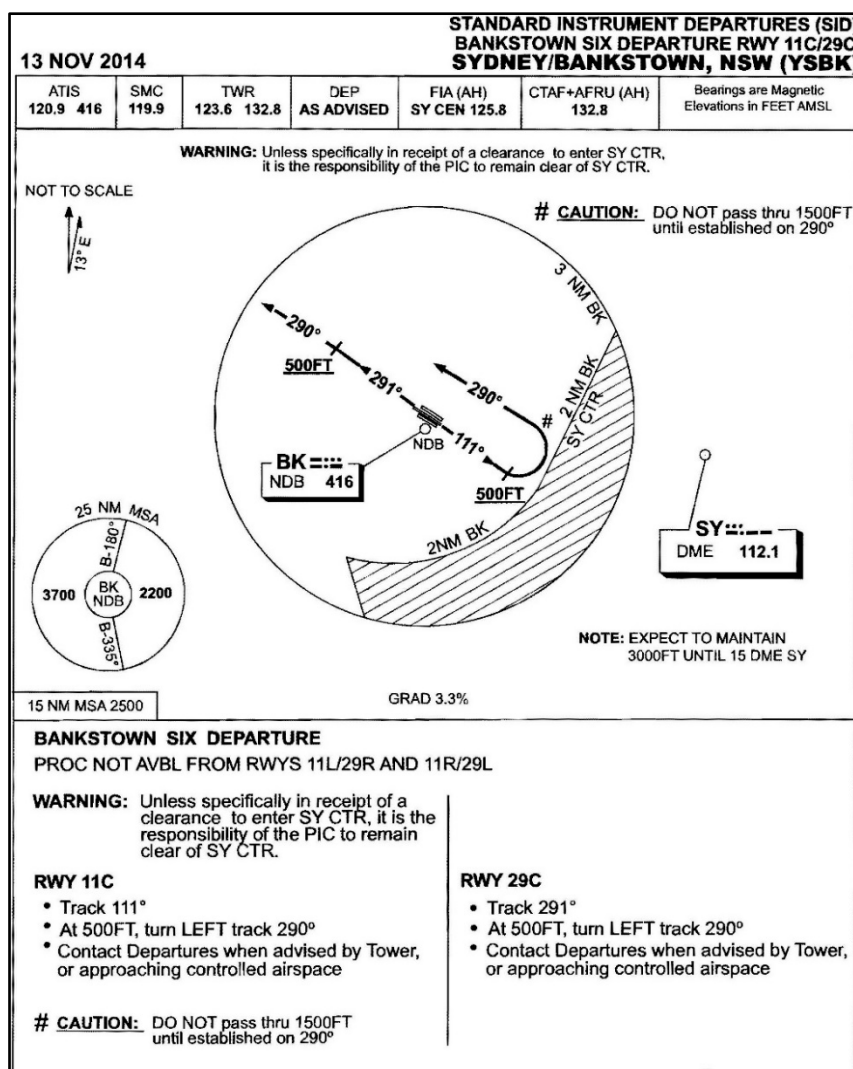 STANDARD INSTRUMENT DEPARTURES (SID)
BANKSTOWN SIX DEPARTURE RWY 11C/29C
13 NOV 2014
SYDNEY/BANKSTOWN, NSW (YSBK)
ATIS
120.9 416
SMC
119.9
TWR
123.6 132.8
DEP
AS ADVISED
FIA (AH)
SY CEN 125.8
CTAF+AFRU (AH)
132.8
Bearings are Magnetic
Elevations in FEET AMSL
WARNING: Unless specifically in receipt of a clearance to enter SY CTR,
it is the responsibility of the PIC to remain clear of SY CTR.
NOT TO SCALE
13° E
# CAUTION: DO NOT pass thru 1500FT
until established on 290°
3 NM BK
290°
500FT
291°
290°
#
2 NM BK
SY CTR
NDB
111°
500FT
BK
NDB 416
2NM BK
SY
DME 112.1
25 NM MSA
B-180°
3700
BK
NDB
2200
B-335°
NOTE: EXPECT TO MAINTAIN
3000FT UNTIL 15 DME SY
15 NM MSA 2500
GRAD 3.3%
BANKSTOWN SIX DEPARTURE
PROC NOT AVBL FROM RWYS 11L/29R AND 11R/29L
WARNING: Unless specifically in receipt of a
clearance to enter SY CTR, it is the
responsibility of the PIC to remain
clear of SY CTR.
RWY 11C
• Track 111°
• At 500FT, turn LEFT track 290°
• Contact Departures when advised by Tower,
or approaching controlled airspace
# CAUTION: DO NOT pass thru 1500FT
until established on 290°
RWY 29C
• Track 291°
• At 500FT, turn LEFT track 290°
• Contact Departures when advised by Tower,
or approaching controlled airspace